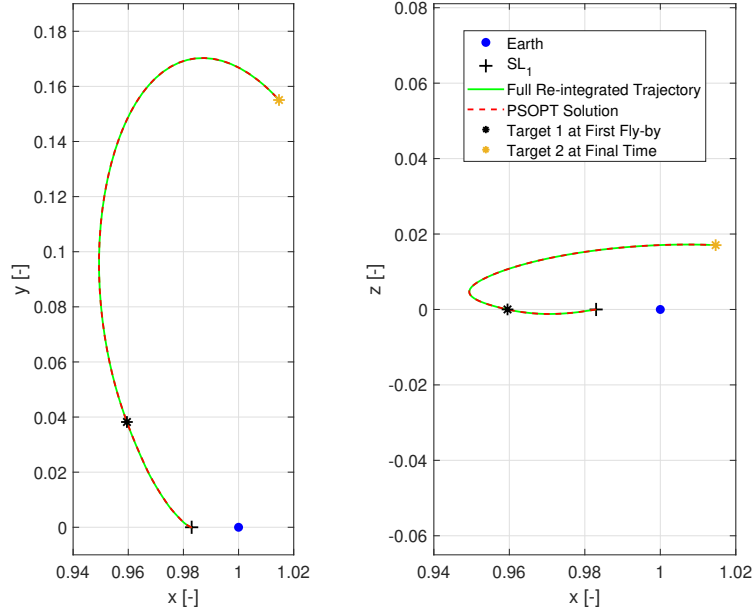 0.18
0.16
0.14
0.12
0.1
0.08
0.06
0.04
0.02
0
y [-]
0.94
0.96
0.98
1
1.02
x [-]
0.08
0.06
0.04
0.02
0
-0.02
-0.04
-0.06
z [-]
0.94
0.96
0.98
1
1.02
x [-]
Earth
SL1
Full Re-integrated Trajectory
PSOPT Solution
Target 1 at First Fly-by
Target 2 at Final Time